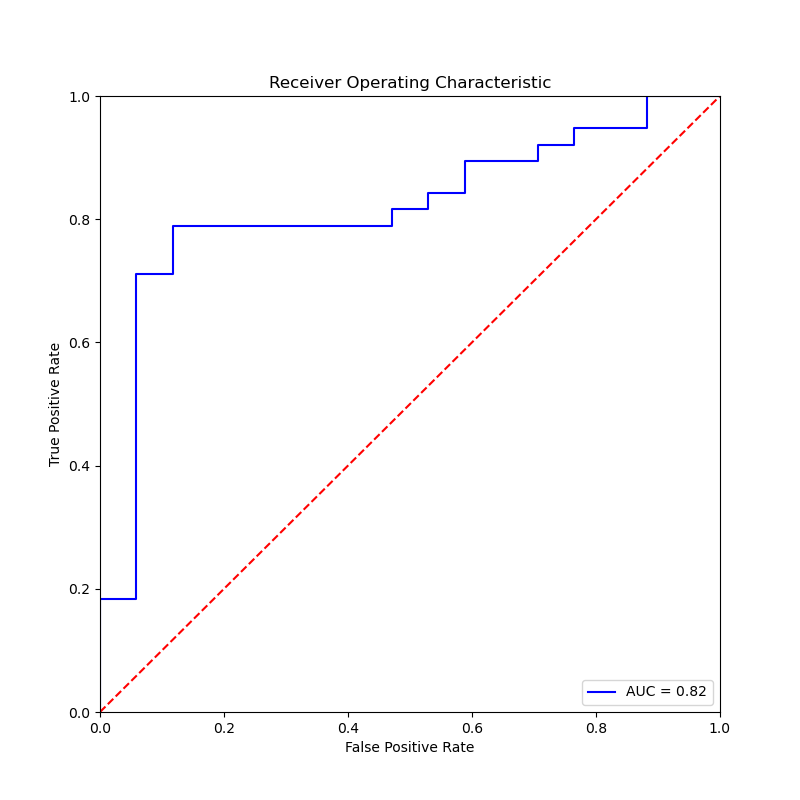 Receiver Operating Characteristic
1.0
0.8
0.6
0.4
0.2
0.0
True Positive Rate
0.0 0.2 0.4 0.6 0.8 1.0
False Positive Rate
AUC = 0.82